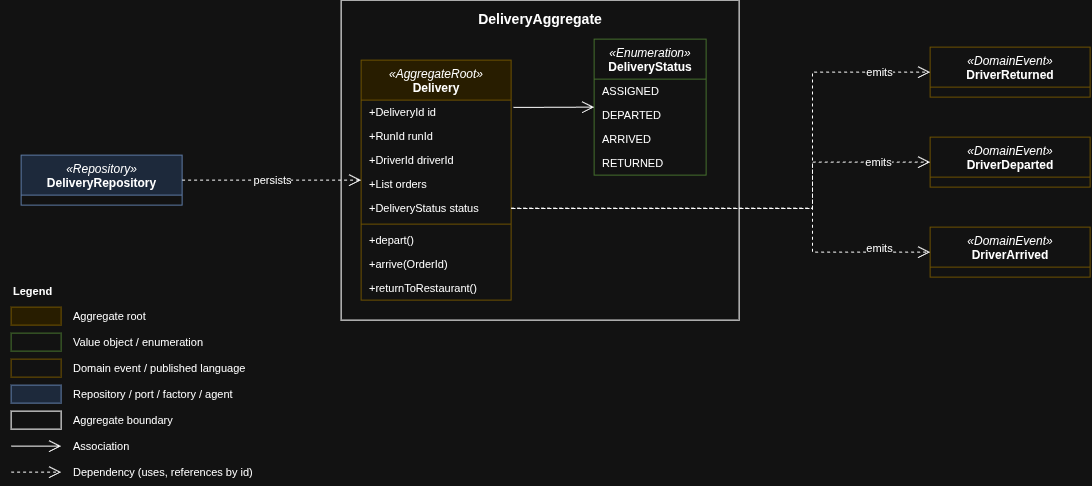 DeliveryAggregate
«Repository»
DeliveryRepository
persists
«AggregateRoot»
Delivery
+DeliveryId id
+RunId runId
+DriverId driverId
+List orders
+DeliveryStatus status
+depart()
+arrive(OrderId)
+returnToRestaurant()
«Enumeration»
DeliveryStatus
ASSIGNED
DEPARTED
ARRIVED
RETURNED
emits
«DomainEvent»
DriverReturned
emits
«DomainEvent»
DriverDeparted
emits
«DomainEvent»
DriverArrived
Legend
Aggregate root
Value object / enumeration
Domain event / published language
Repository / port / factory / agent
Aggregate boundary
Association
Dependency (uses, references by id)